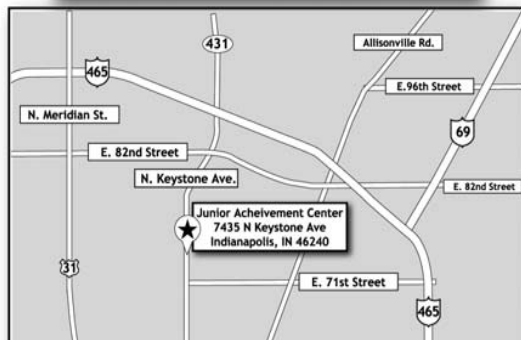 431
Allisonville Rd.
465
E.96th Street
N. Meridian St.
69
E. 82nd Street
N. Keystone Ave.
E. 82nd Street
Junior Acheivement Center
7435 N Keystone Ave
Indianapolis, IN 46240
31
E. 71st Street
465